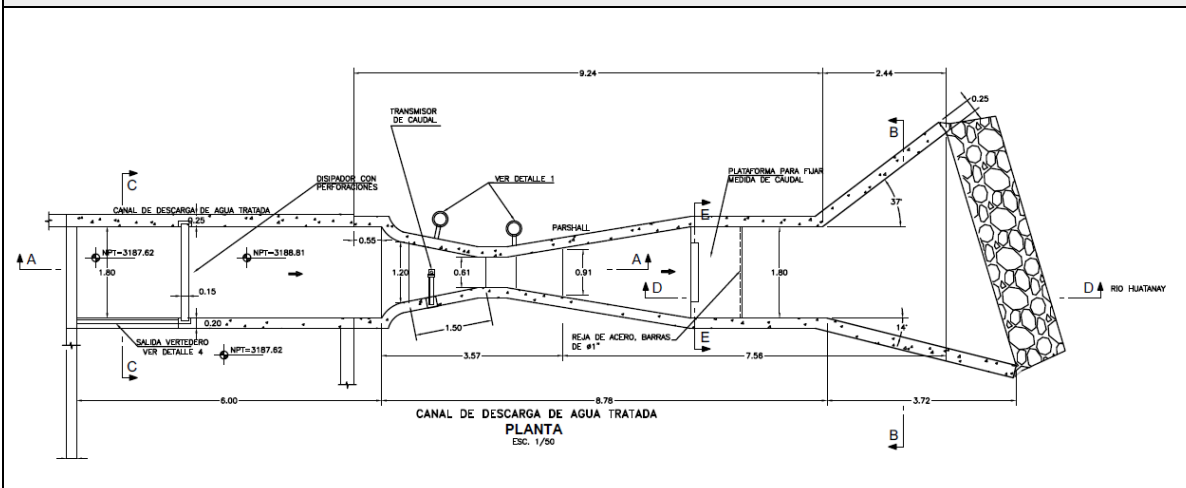 9.24
2.44
0.25
TRANSMISOR
DE CAUDAL
B
C
DISIPADOR CON
PERFORACIONES
VER DETALLE 1
PLATAFORMA PARA FIJAR
MEDIDA DE CAUDAL
37°
CANAL DE DESCARGA DE AGUA TRATADA
0.25
E
PARSHALL
0.55
NPT-3187.62
NPT-3188.81
A
1.80
1.20
0.61
0.91
A
1.80
D
D
RIO HUATANAY
0.15
0.20
1.50
14°
SALIDA VERTEDERO
VER DETALLE 4
NPT-3187.62
REJA DE ACERO, BARRAS
DE ø1"
E
C
3.57
7.56
6.00
8.78
3.72
CANAL DE DESCARGA DE AGUA TRATADA
PLANTA
ESC. 1/50
B